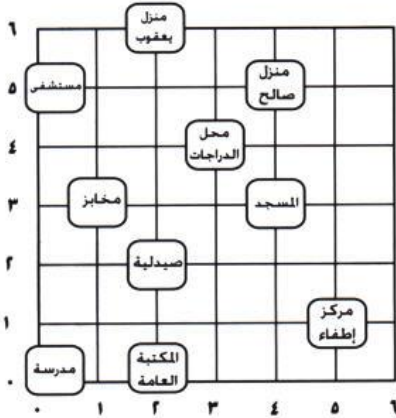 ٦
منزل
يعقوب
٥
مستشفى
منزل
صالح
٤
محل
الدراجات
٣
مخابز
المسجد
٢
صيدلية
١
مركز
إطفاء
٠
مدرسة
المكتبة
العامة
٠ ١ ٢ ٣ ٤ ٥ ٦